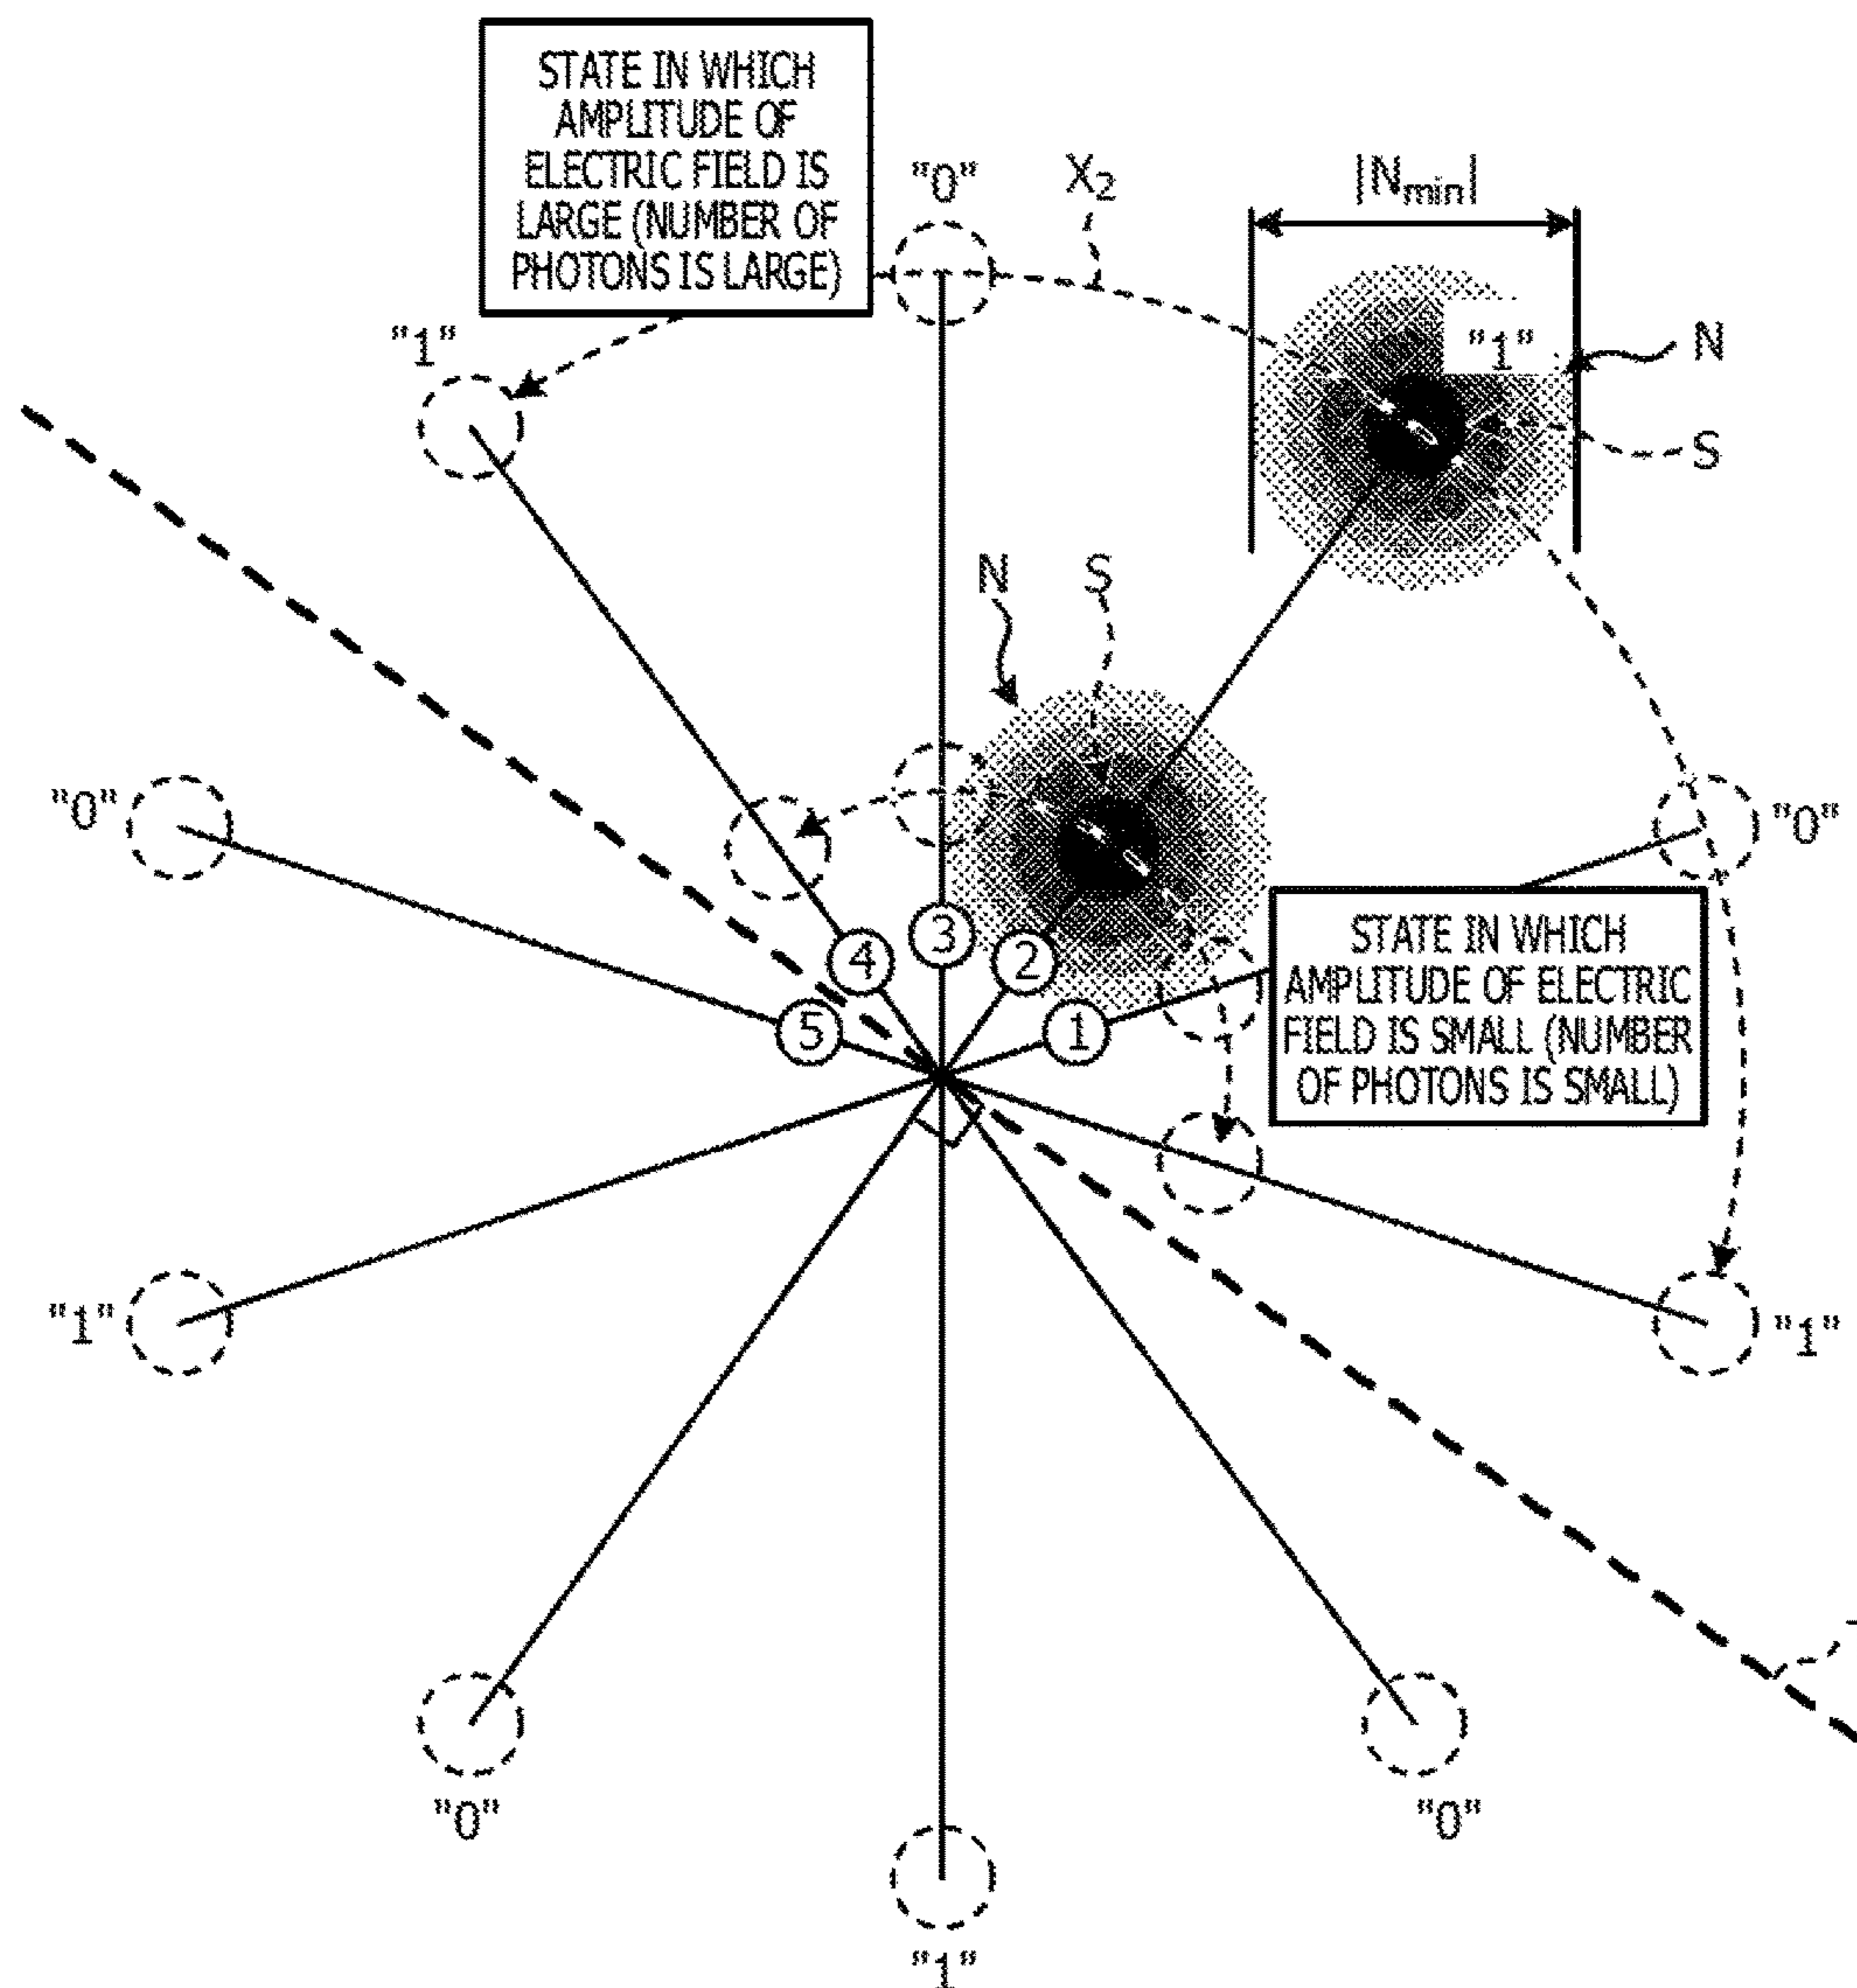 STATE IN WHICH
AMPLITUDE OF
ELECTRIC FIELD IS
LARGE (NUMBER OF
PHOTONS IS LARGE)
"0"
X2
|Nmin|
"1"
"1"
N
S
N
S
"0"
"0"
3
4
2
5
1
STATE IN WHICH
AMPLITUDE OF ELECTRIC
FIELD IS SMALL (NUMBER
OF PHOTONS IS SMALL)
"1"
"1"
"0"
"0"
"1"